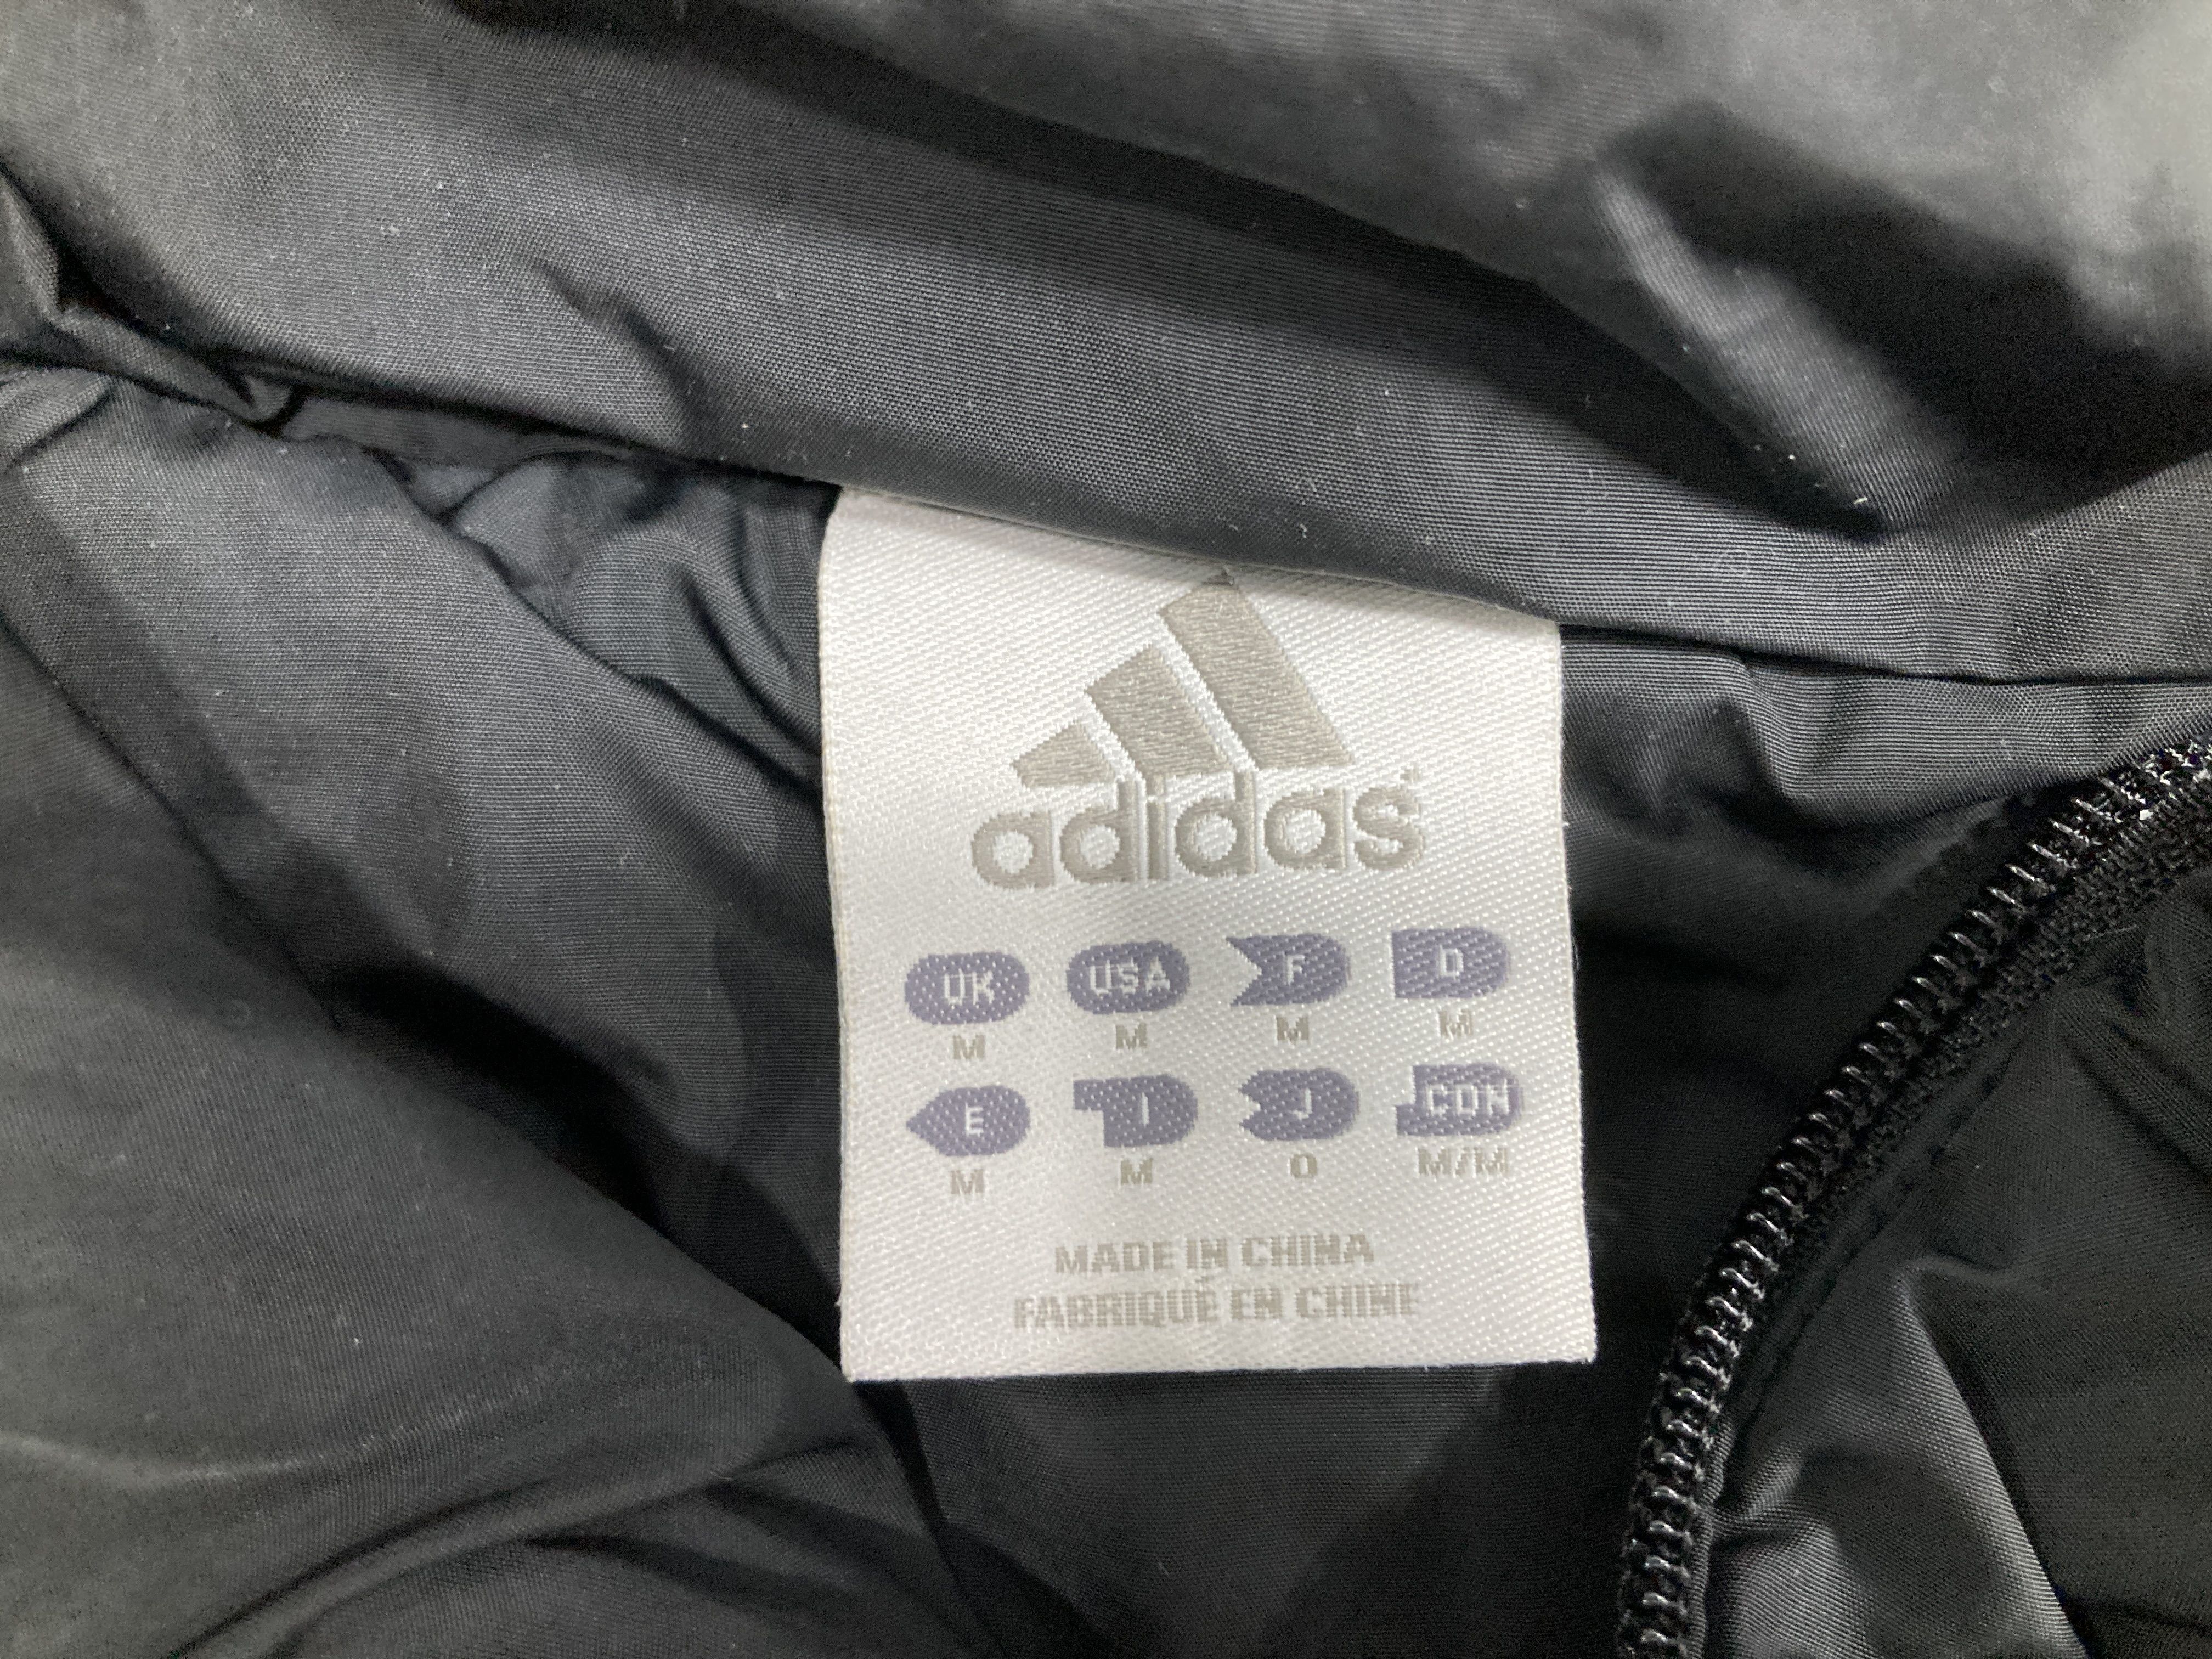 adidas
UK USA F D
M M M M
E I J CDN
M M O M/M
MADE IN CHINA
FABRIQUÉ EN CHINE